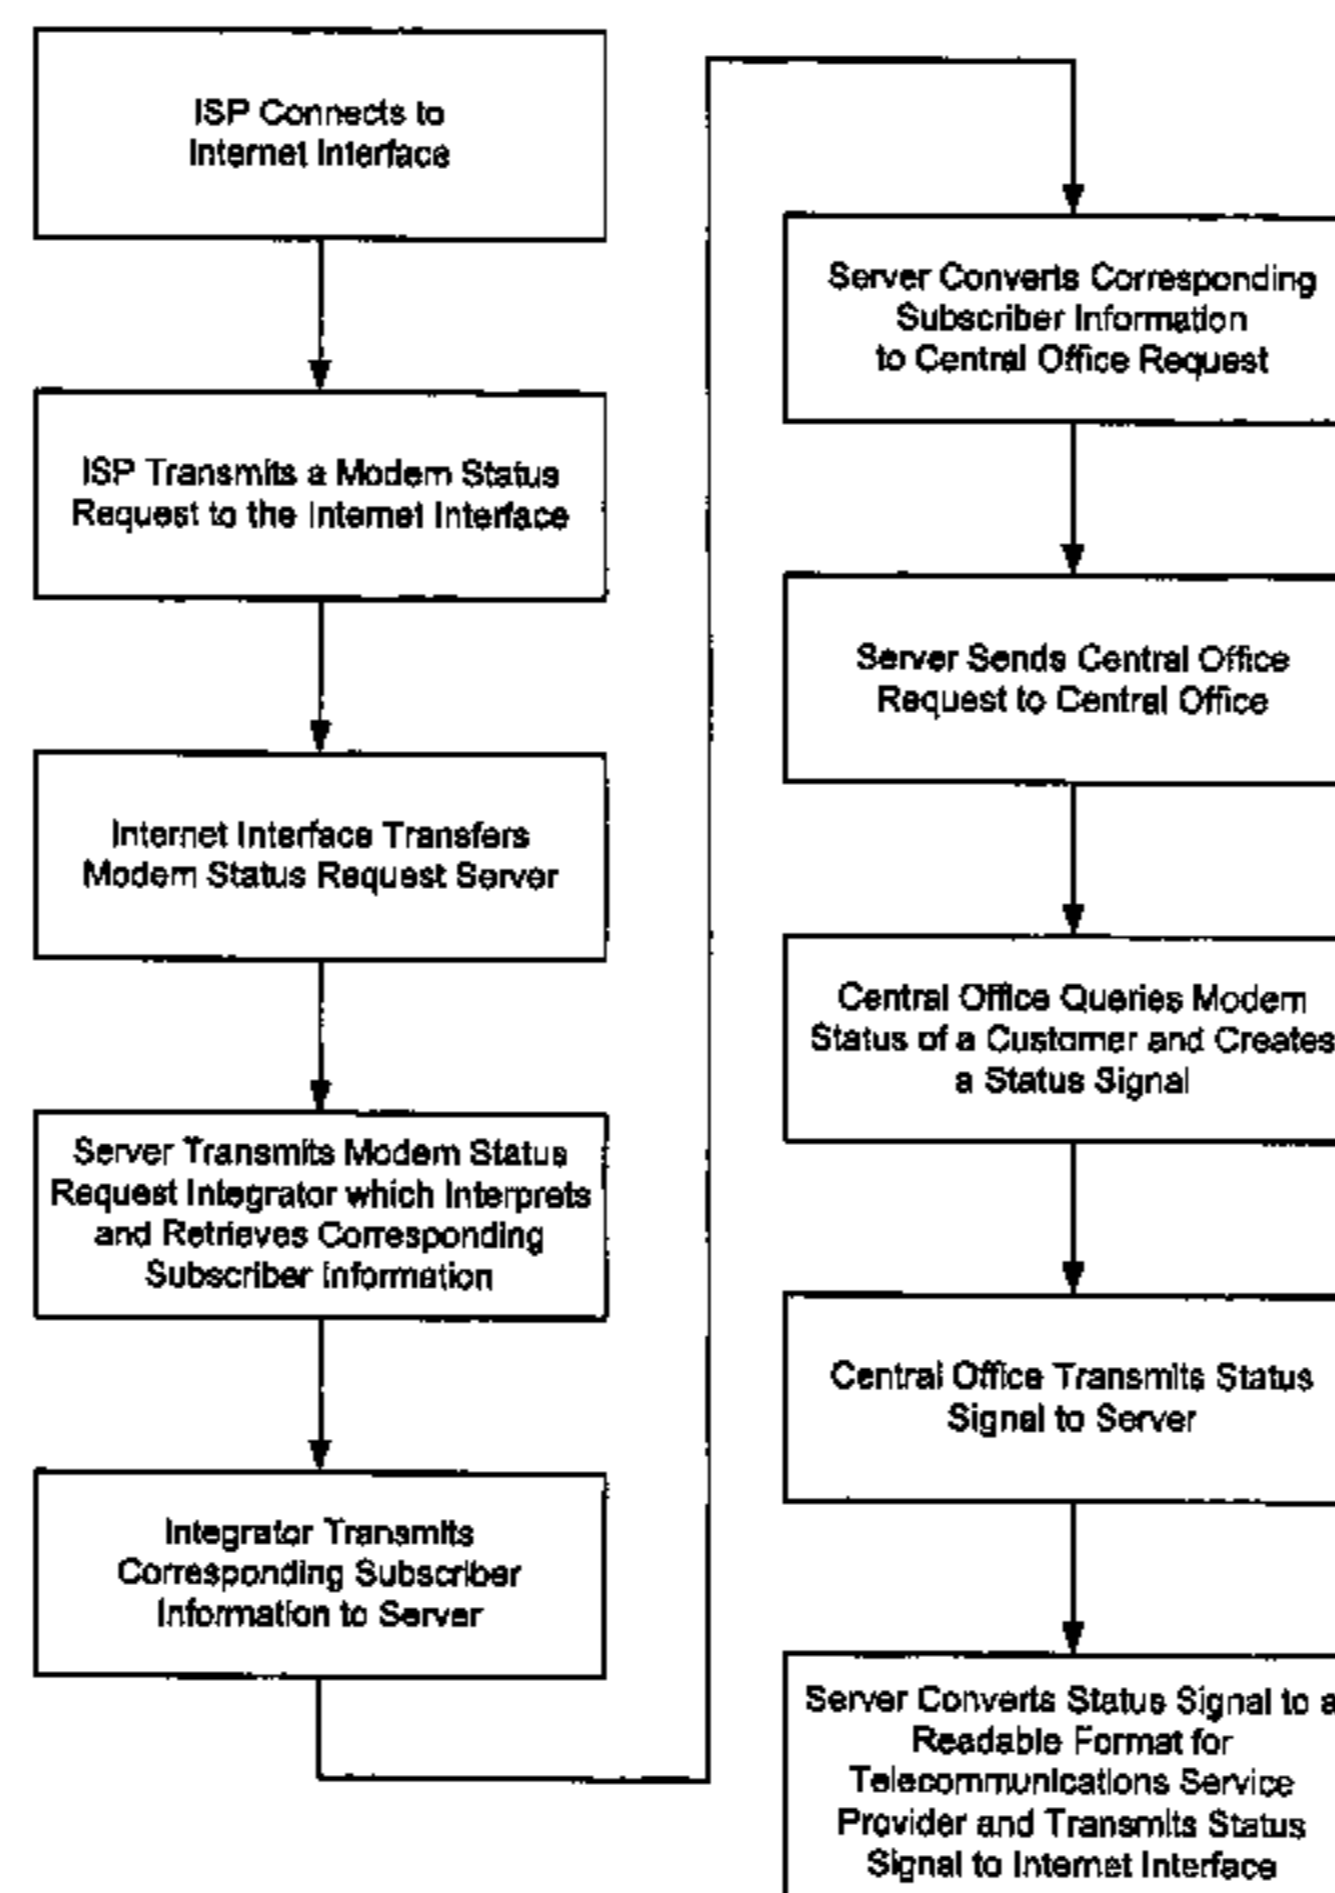 ISP Connects to
Internet Interface
ISP Transmits a Modem Status
Request to the Internet Interface
Internet Interface Transfers
Modem Status Request Server
Server Transmits Modem Status
Request Integrator which Interprets
and Retrieves Corresponding
Subscriber Information
Integrator Transmits
Corresponding Subscriber
Information to Server
Server Converts Corresponding
Subscriber Information
to Central Office Request
Server Sends Central Office
Request to Central Office
Central Office Queries Modem
Status of a Customer and Creates
a Status Signal
Central Office Transmits Status
Signal to Server
Server Converts Status Signal to a
Readable Format for
Telecommunications Service
Provider and Transmits Status
Signal to Internet Interface